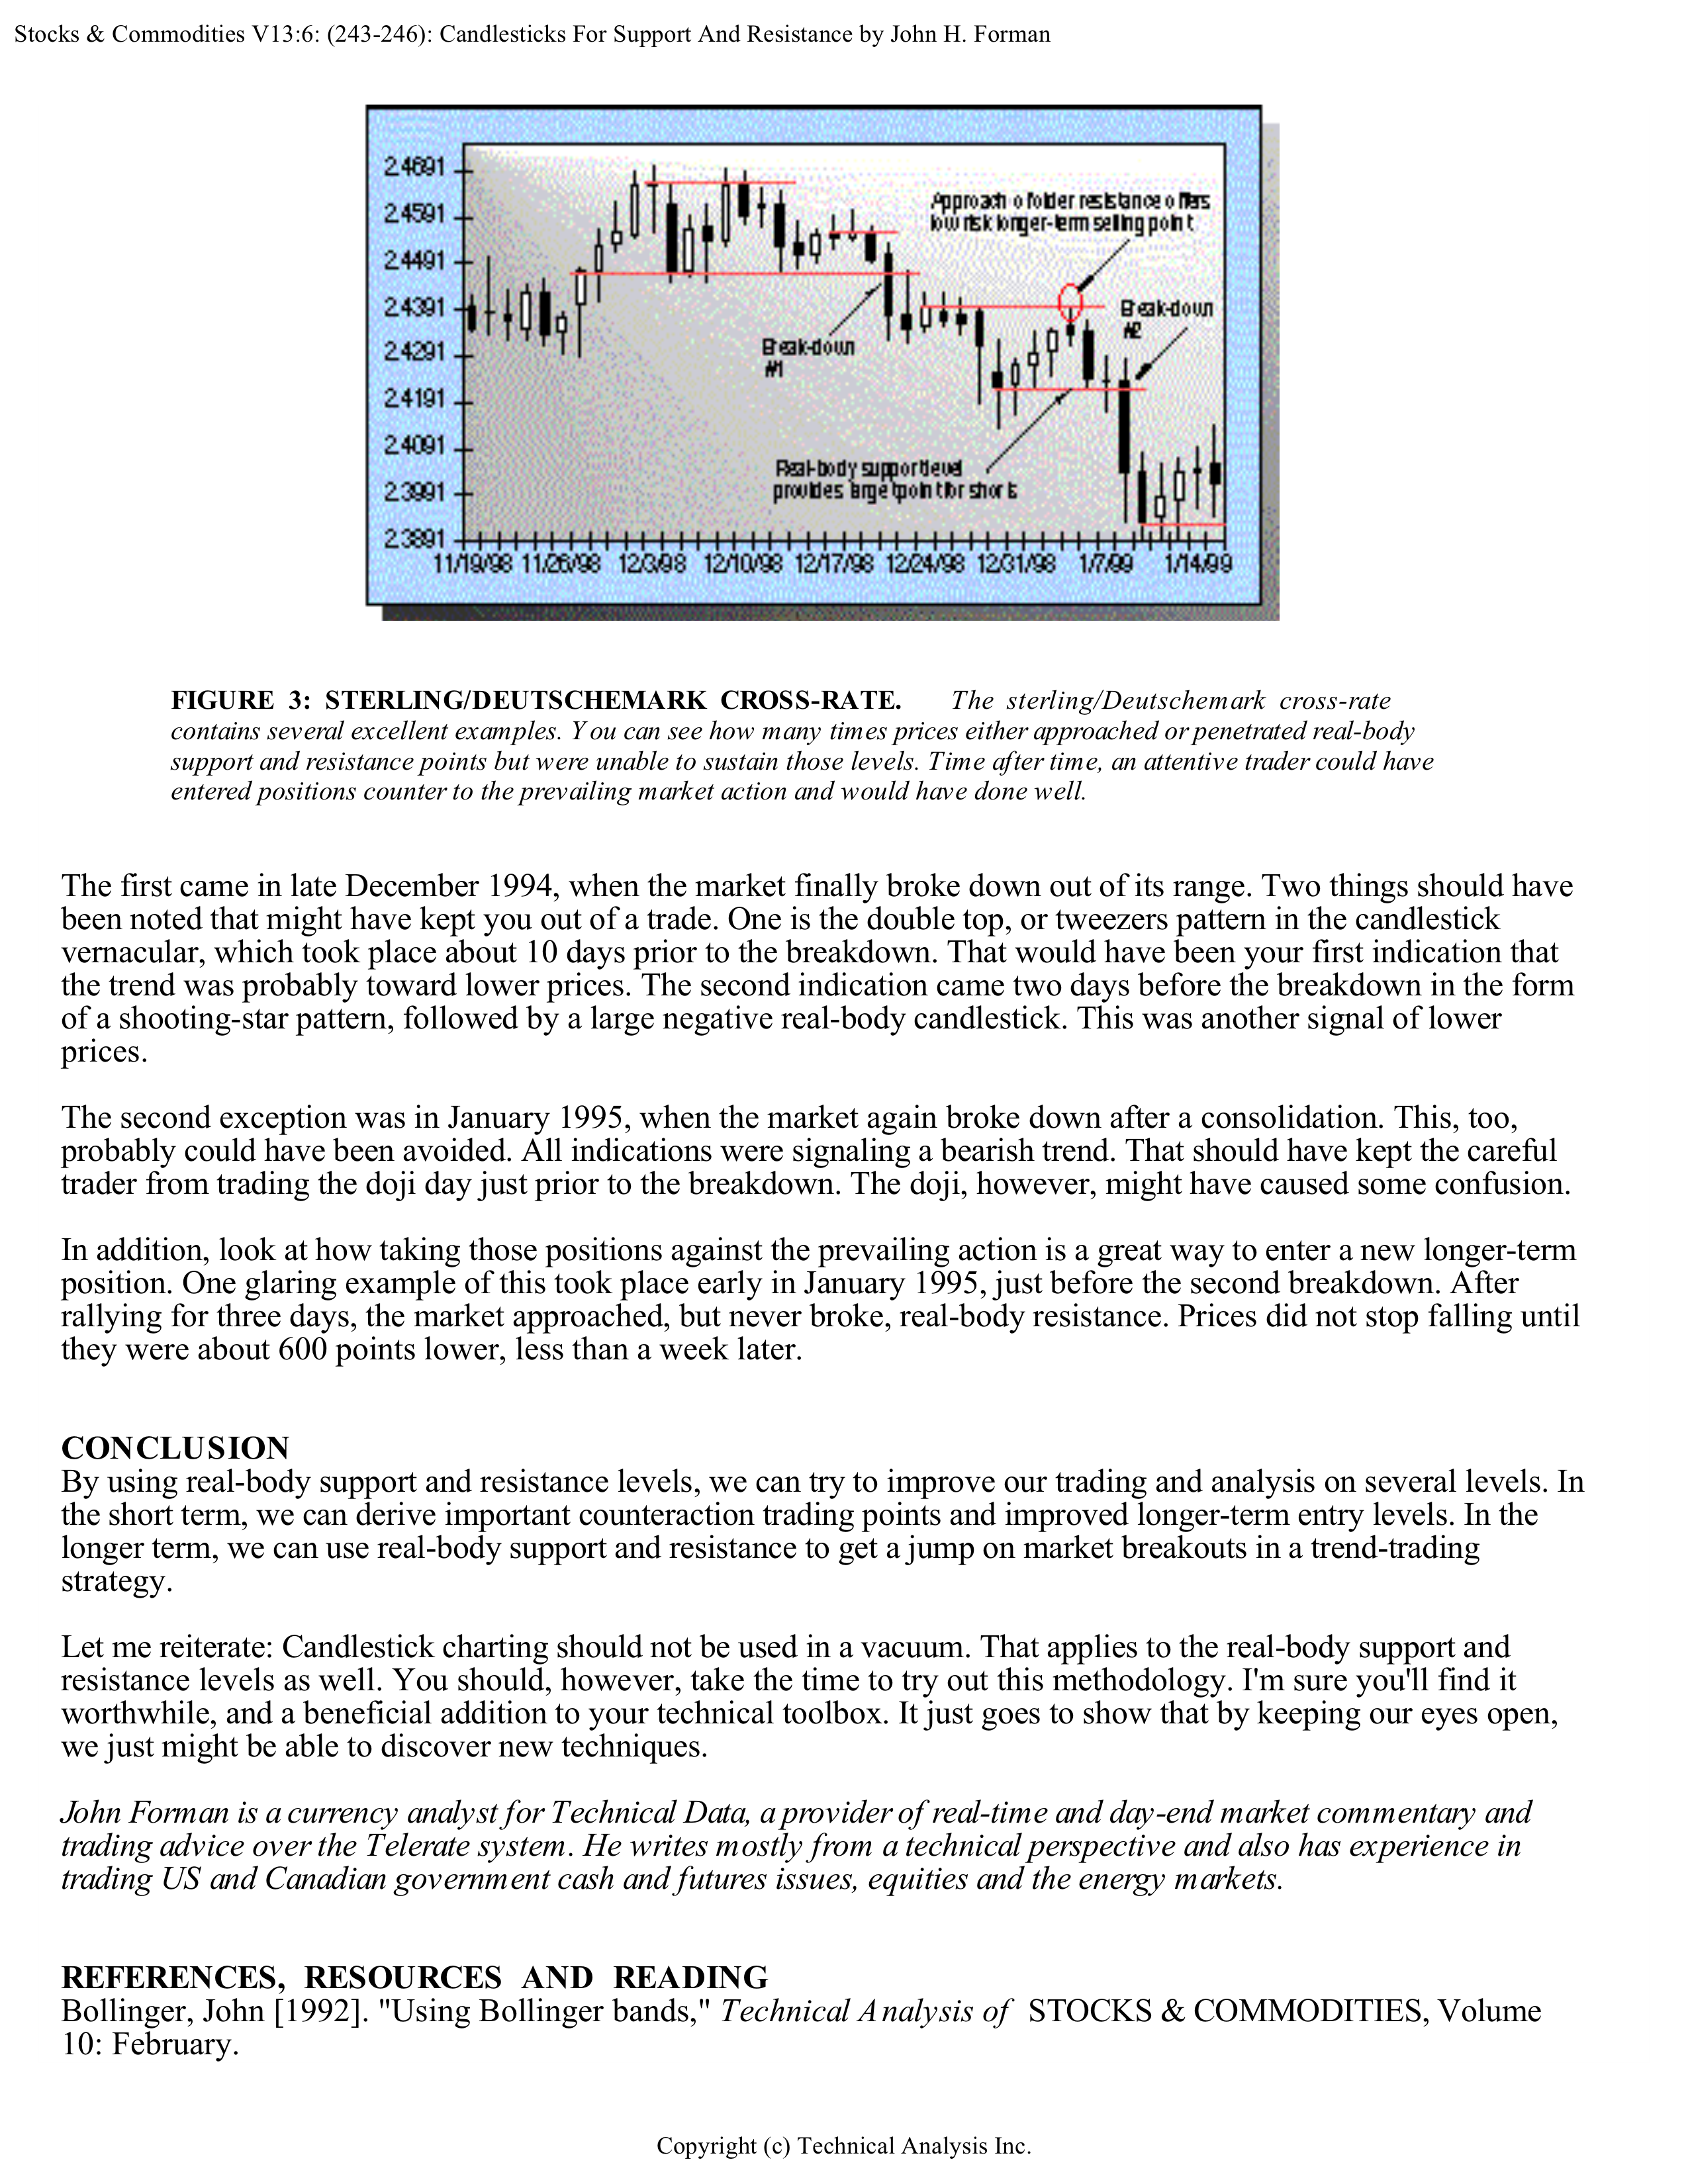 Stocks & Commodities V13:6: (243-246): Candlesticks For Support And Resistance by John H. Forman
2.4691
2.4591
2.4491
2.4391
2.4291
2.4191
2.4091
2.3991
2.3891
Approach of older resistance offers
low risk longer-term selling point
Break-down
#2
Break-down
#1
Real-body support level
provides target point for shorts
11/19/98 11/26/98 12/3/98 12/10/98 12/17/98 12/24/98 12/31/98 1/7/99 1/14/99
FIGURE 3: STERLING/DEUTSCHEMARK CROSS-RATE. The sterling/Deutschemark cross-rate
contains several excellent examples. You can see how many times prices either approached or penetrated real-body
support and resistance points but were unable to sustain those levels. Time after time, an attentive trader could have
entered positions counter to the prevailing market action and would have done well.
The first came in late December 1994, when the market finally broke down out of its range. Two things should have
been noted that might have kept you out of a trade. One is the double top, or tweezers pattern in the candlestick
vernacular, which took place about 10 days prior to the breakdown. That would have been your first indication that
the trend was probably toward lower prices. The second indication came two days before the breakdown in the form
of a shooting-star pattern, followed by a large negative real-body candlestick. This was another signal of lower
prices.
The second exception was in January 1995, when the market again broke down after a consolidation. This, too,
probably could have been avoided. All indications were signaling a bearish trend. That should have kept the careful
trader from trading the doji day just prior to the breakdown. The doji, however, might have caused some confusion.
In addition, look at how taking those positions against the prevailing action is a great way to enter a new longer-term
position. One glaring example of this took place early in January 1995, just before the second breakdown. After
rallying for three days, the market approached, but never broke, real-body resistance. Prices did not stop falling until
they were about 600 points lower, less than a week later.
CONCLUSION
By using real-body support and resistance levels, we can try to improve our trading and analysis on several levels. In
the short term, we can derive important counteraction trading points and improved longer-term entry levels. In the
longer term, we can use real-body support and resistance to get a jump on market breakouts in a trend-trading
strategy.
Let me reiterate: Candlestick charting should not be used in a vacuum. That applies to the real-body support and
resistance levels as well. You should, however, take the time to try out this methodology. I'm sure you'll find it
worthwhile, and a beneficial addition to your technical toolbox. It just goes to show that by keeping our eyes open,
we just might be able to discover new techniques.
John Forman is a currency analyst for Technical Data, a provider of real-time and day-end market commentary and
trading advice over the Telerate system. He writes mostly from a technical perspective and also has experience in
trading US and Canadian government cash and futures issues, equities and the energy markets.
REFERENCES, RESOURCES AND READING
Bollinger, John [1992]. "Using Bollinger bands," Technical Analysis of STOCKS & COMMODITIES, Volume
10: February.
Copyright (c) Technical Analysis Inc.